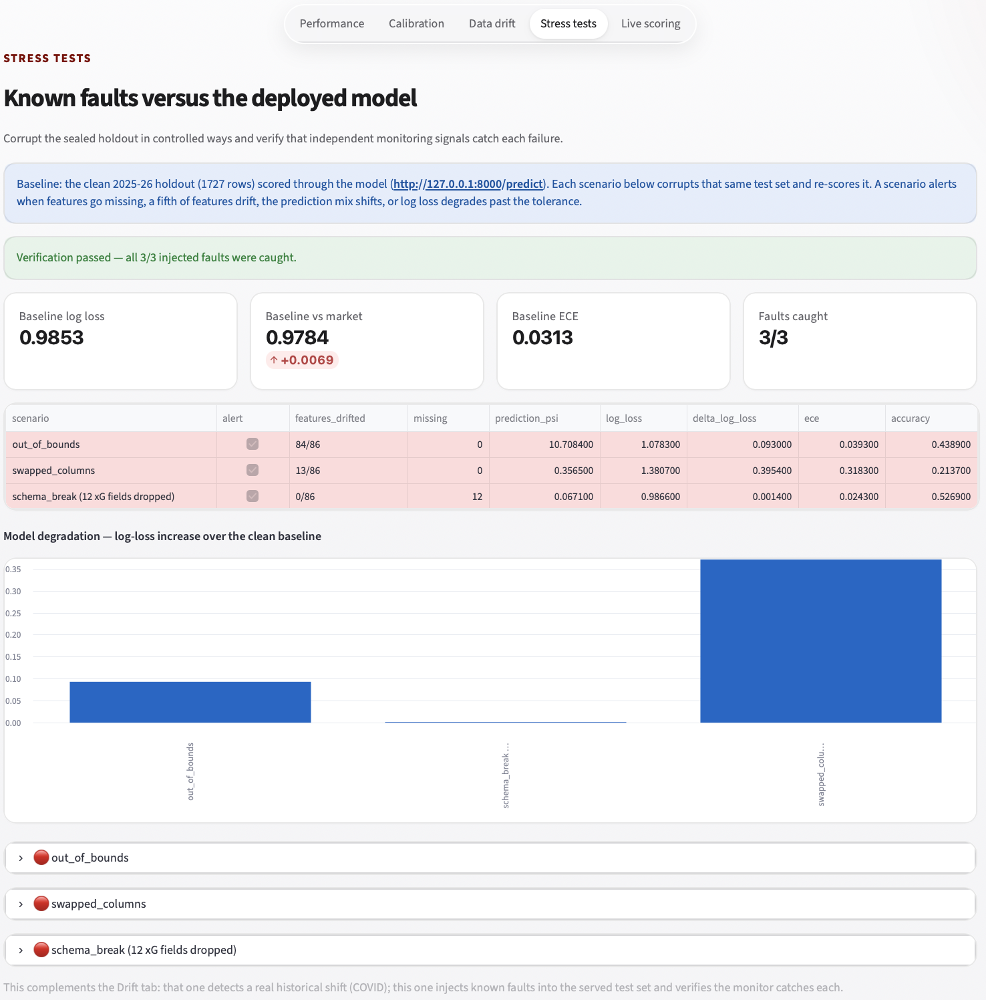 Performance Calibration Data drift Stress tests Live scoring
STRESS TESTS
Known faults versus the deployed model
Corrupt the sealed holdout in controlled ways and verify that independent monitoring signals catch each failure.
Baseline: the clean 2025-26 holdout (1727 rows) scored through the model (http://127.0.0.1:8000/predict). Each scenario below corrupts that same test set and re-scores it. A scenario alerts
when features go missing, a fifth of features drift, the prediction mix shifts, or log loss degrades past the tolerance.
Verification passed — all 3/3 injected faults were caught.
Baseline log loss
0.9853
Baseline vs market
0.9784
↑ +0.0069
Baseline ECE
0.0313
Faults caught
3/3
scenario alert features_drifted missing prediction_psi log_loss delta_log_loss ece accuracy
out_of_bounds 84/86 0 10.708400 1.078300 0.093000 0.039300 0.438900
swapped_columns 13/86 0 0.356500 1.380700 0.395400 0.318300 0.213700
schema_break (12 xG fields dropped) 0/86 12 0.067100 0.986600 0.001400 0.024300 0.526900
Model degradation — log-loss increase over the clean baseline
0.35
0.30
0.25
0.20
0.15
0.10
0.05
0.00
out_of_bounds
schema_break …
swapped_colu…
out_of_bounds
swapped_columns
schema_break (12 xG fields dropped)
This complements the Drift tab: that one detects a real historical shift (COVID); this one injects known faults into the served test set and verifies the monitor catches each.